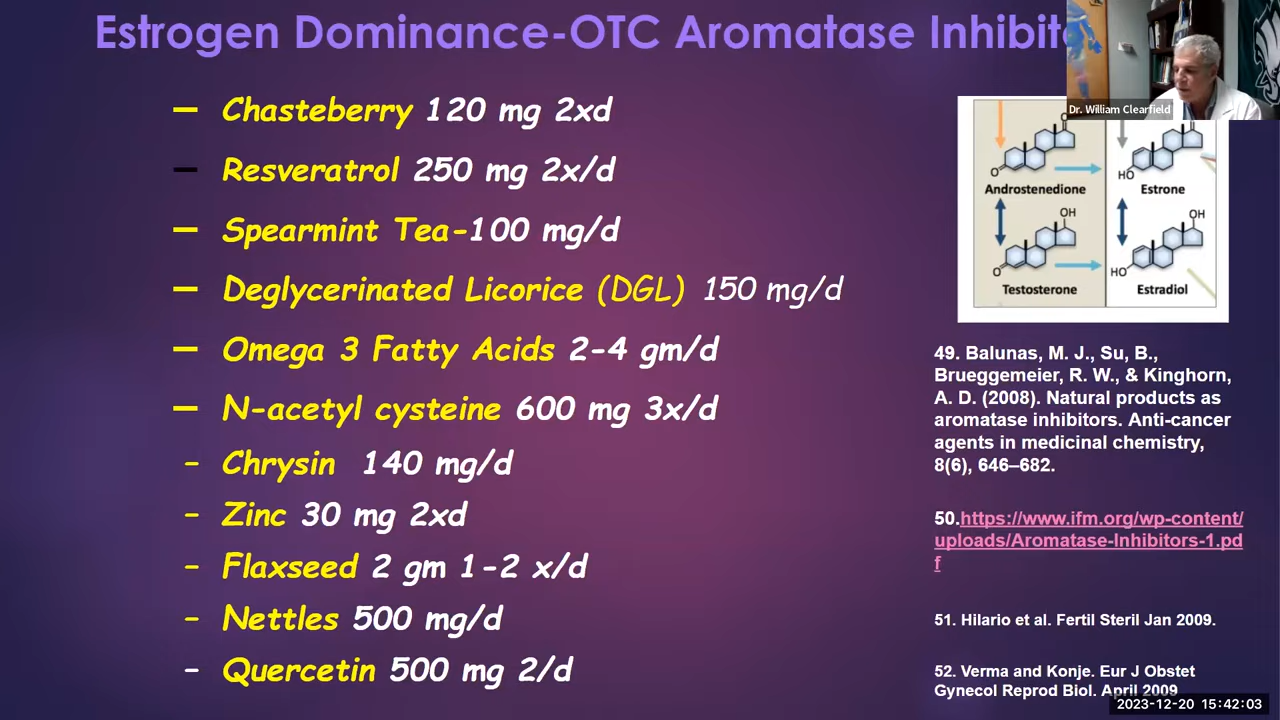 Estrogen Dominance-OTC Aromatase Inhibit
Dr. William Clearfield
Chasteberry 120 mg 2xd
Resveratrol 250 mg 2x/d
Spearmint Tea-100 mg/d
Deglycerinated Licorice (DGL) 150 mg/d
Omega 3 Fatty Acids 2-4 gm/d
N-acetyl cysteine 600 mg 3x/d
Chrysin 140 mg/d
Zinc 30 mg 2xd
Flaxseed 2 gm 1-2 x/d
Nettles 500 mg/d
Quercetin 500 mg 2/d
O
HO
Androstenedione
Estrone
OH
OH
O
HO
Testosterone
Estradiol
49. Balunas, M. J., Su, B.,
Brueggemeier, R. W., & Kinghorn,
A. D. (2008). Natural products as
aromatase inhibitors. Anti-cancer
agents in medicinal chemistry,
8(6), 646–682.
50.https://www.ifm.org/wp-content/
uploads/Aromatase-Inhibitors-1.pd
f
51. Hilario et al. Fertil Steril Jan 2009.
52. Verma and Konje. Eur J Obstet
Gynecol Reprod Biol. April 2009
2023-12-20 15:42:03